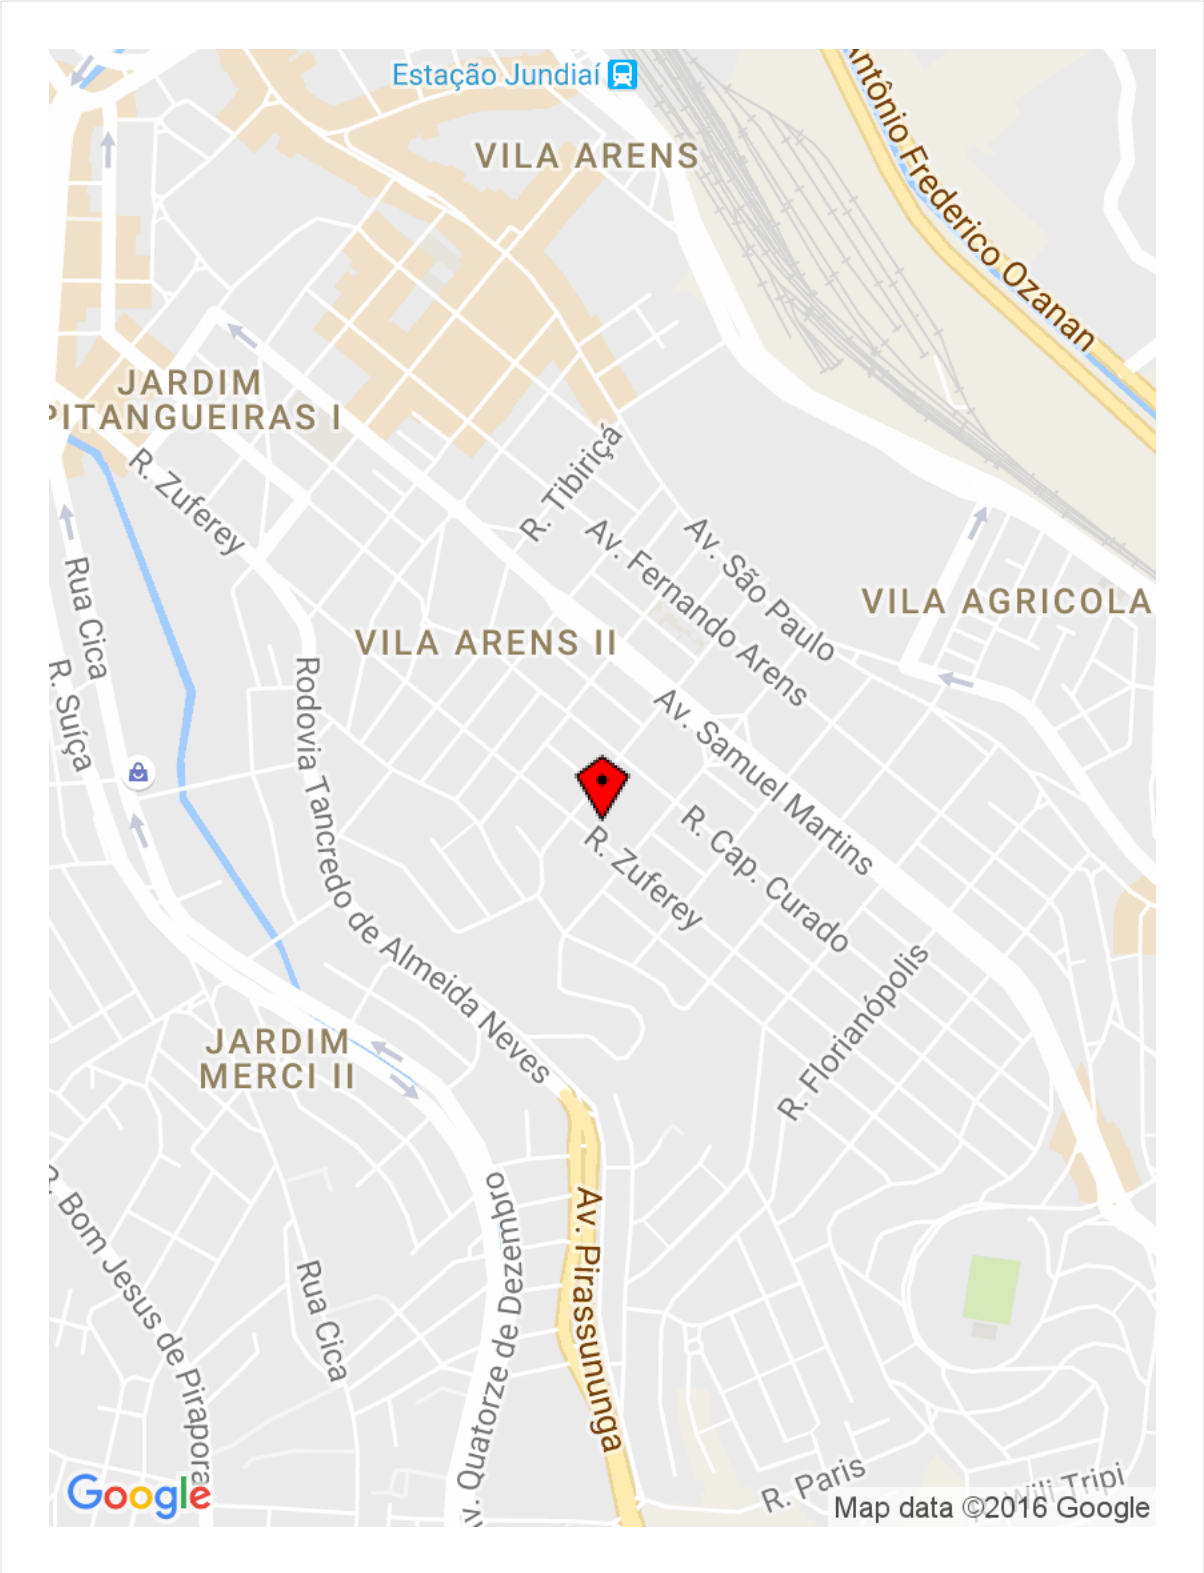 Estação Jundiaí
VILA ARENS
Antônio Frederico Ozanan
JARDIM
PITANGUEIRAS I
R. Zuferey
R. Tibiriçá
Av. Fernando Arens
Av. São Paulo
VILA AGRICOLA
Rua Cica
R. Suíça
VILA ARENS II
Rodovia Tancredo de Almeida Neves
Av. Samuel Martins
R. Zuferey
R. Cap. Curado
R. Florianópolis
JARDIM
MERCI II
R. Bom Jesus de Pirapora
Rua Cica
Av. Quatorze de Dezembro
Av. Pirassununga
R. Paris
Wili Tripi
Google
Map data ©2016 Google